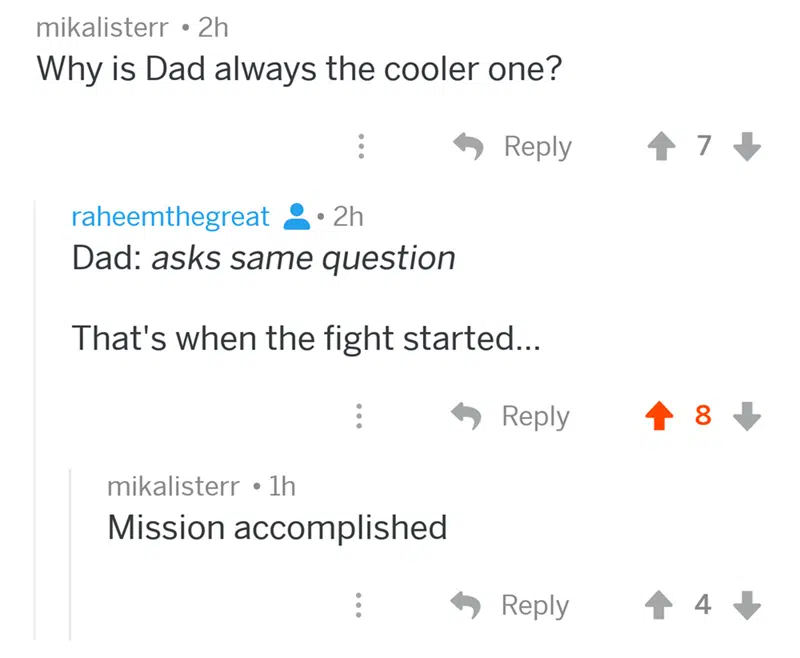 mikalisterr • 2h
Why is Dad always the cooler one?
Reply 7
raheemthegreat • 2h
Dad: asks same question
That's when the fight started...
Reply 8
mikalisterr • 1h
Mission accomplished
Reply 4